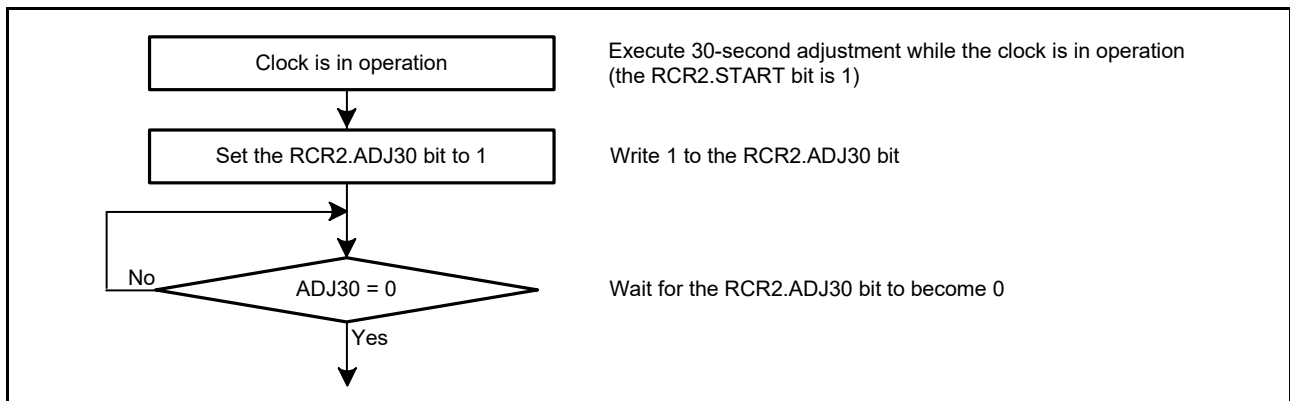 Clock is in operation
Execute 30-second adjustment while the clock is in operation
(the RCR2.START bit is 1)
Set the RCR2.ADJ30 bit to 1
Write 1 to the RCR2.ADJ30 bit
No
ADJ30 = 0
Wait for the RCR2.ADJ30 bit to become 0
Yes